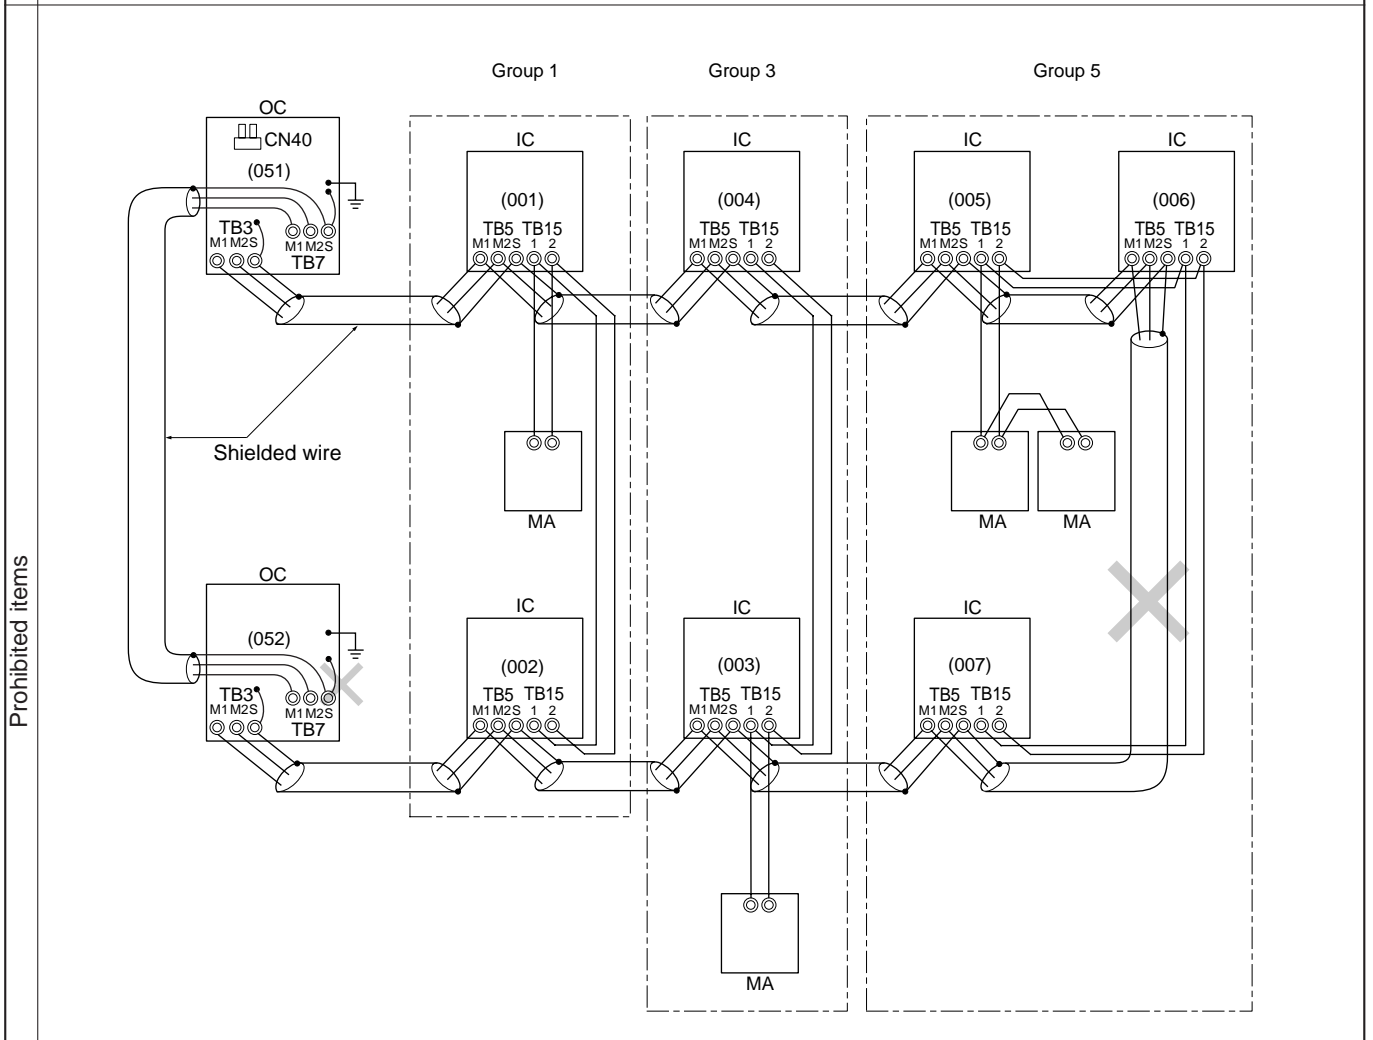 Prohibited items
Group 1 Group 3 Group 5
OC
CN40
(051)
TB3
M1 M2 S
M1 M2 S
TB7
IC
(001)
TB5 TB15
M1 M2 S 1 2
IC
(004)
TB5 TB15
M1 M2 S 1 2
IC
(005)
TB5 TB15
M1 M2 S 1 2
IC
(006)
TB5 TB15
M1 M2 S 1 2
Shielded wire
MA
MA
MA
OC
(052)
TB3
M1 M2 S
M1 M2 S
TB7
IC
(002)
TB5 TB15
M1 M2 S 1 2
IC
(003)
TB5 TB15
M1 M2 S 1 2
IC
(007)
TB5 TB15
M1 M2 S 1 2
MA